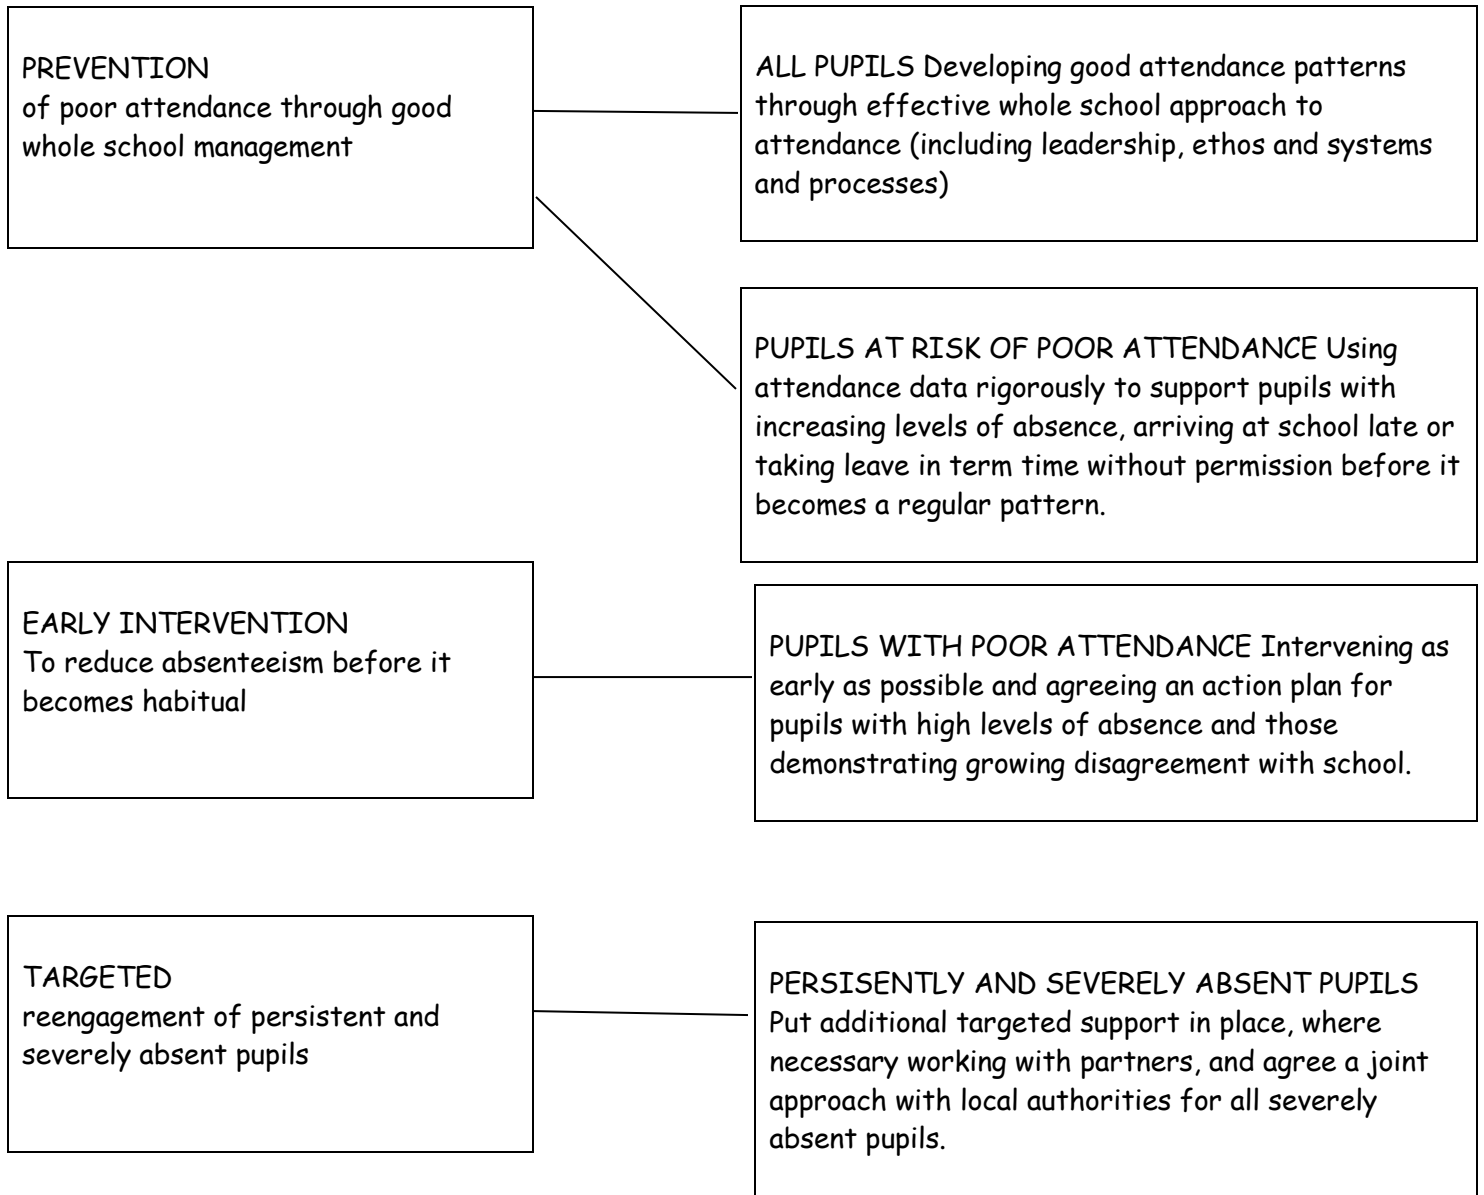 PREVENTION
of poor attendance through good
whole school management
ALL PUPILS Developing good attendance patterns
through effective whole school approach to
attendance (including leadership, ethos and systems
and processes)
PUPILS AT RISK OF POOR ATTENDANCE Using
attendance data rigorously to support pupils with
increasing levels of absence, arriving at school late or
taking leave in term time without permission before it
becomes a regular pattern.
EARLY INTERVENTION
To reduce absenteeism before it
becomes habitual
PUPILS WITH POOR ATTENDANCE Intervening as
early as possible and agreeing an action plan for
pupils with high levels of absence and those
demonstrating growing disagreement with school.
TARGETED
reengagement of persistent and
severely absent pupils
PERSISENTLY AND SEVERELY ABSENT PUPILS
Put additional targeted support in place, where
necessary working with partners, and agree a joint
approach with local authorities for all severely
absent pupils.